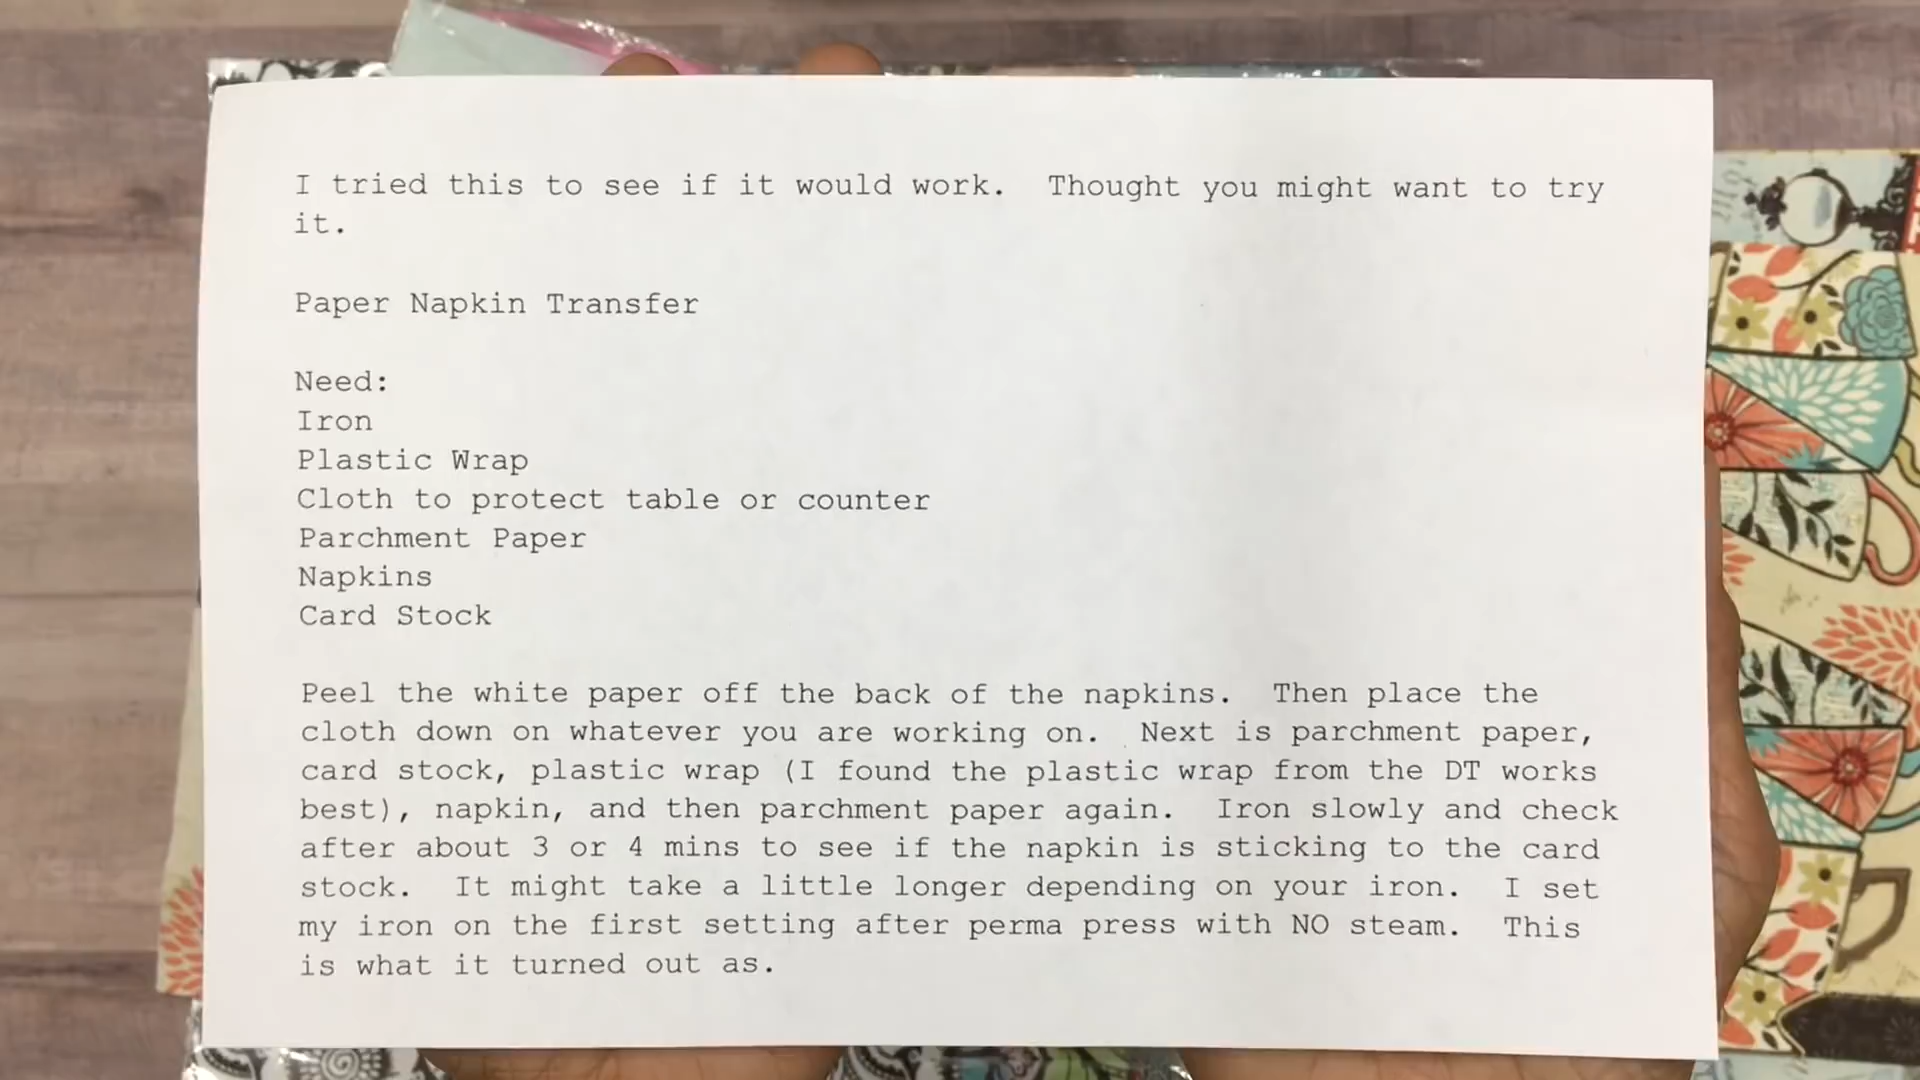 I tried this to see if it would work.  Thought you might want to try
it.
Paper Napkin Transfer
Need:
Iron
Plastic Wrap
Cloth to protect table or counter
Parchment Paper
Napkins
Card Stock
Peel the white paper off the back of the napkins.  Then place the
cloth down on whatever you are working on.  Next is parchment paper,
card stock, plastic wrap (I found the plastic wrap from the DT works
best), napkin, and then parchment paper again.  Iron slowly and check
after about 3 or 4 mins to see if the napkin is sticking to the card
stock.  It might take a little longer depending on your iron.  I set
my iron on the first setting after perma press with NO steam.  This
is what it turned out as.